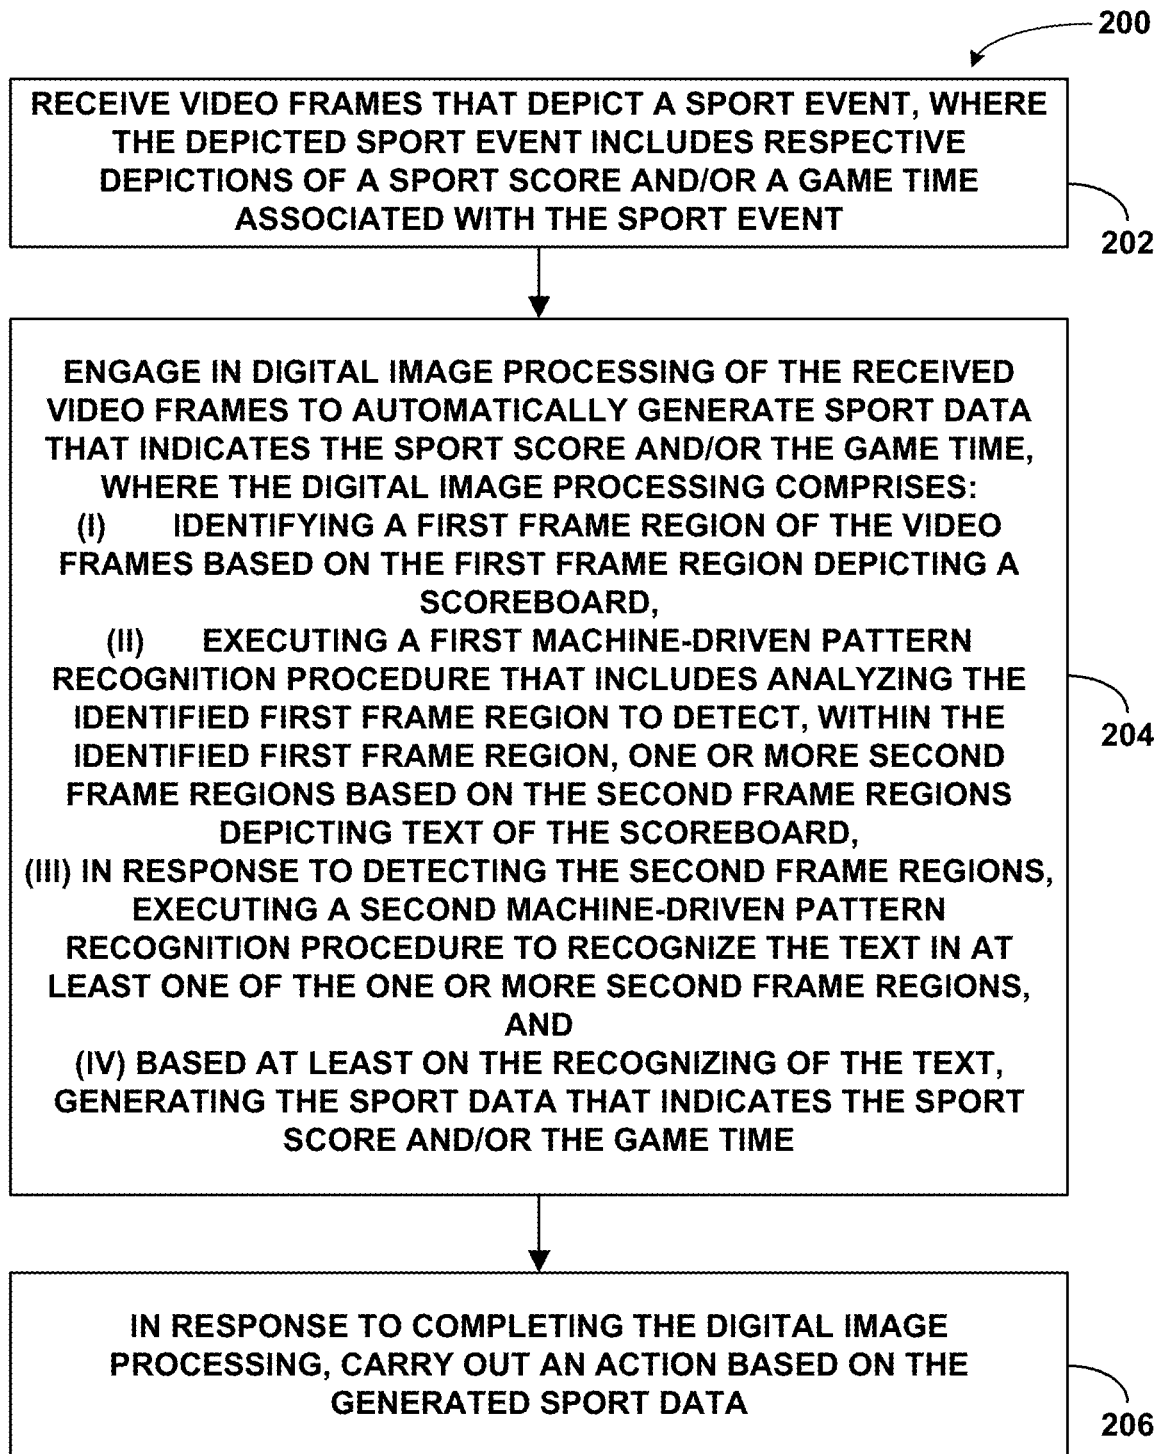 200
RECEIVE VIDEO FRAMES THAT DEPICT A SPORT EVENT, WHERE
THE DEPICTED SPORT EVENT INCLUDES RESPECTIVE
DEPICTIONS OF A SPORT SCORE AND/OR A GAME TIME
ASSOCIATED WITH THE SPORT EVENT
202
ENGAGE IN DIGITAL IMAGE PROCESSING OF THE RECEIVED
VIDEO FRAMES TO AUTOMATICALLY GENERATE SPORT DATA
THAT INDICATES THE SPORT SCORE AND/OR THE GAME TIME,
WHERE THE DIGITAL IMAGE PROCESSING COMPRISES:
(I) IDENTIFYING A FIRST FRAME REGION OF THE VIDEO
FRAMES BASED ON THE FIRST FRAME REGION DEPICTING A
SCOREBOARD,
(II) EXECUTING A FIRST MACHINE-DRIVEN PATTERN
RECOGNITION PROCEDURE THAT INCLUDES ANALYZING THE
IDENTIFIED FIRST FRAME REGION TO DETECT, WITHIN THE
IDENTIFIED FIRST FRAME REGION, ONE OR MORE SECOND
FRAME REGIONS BASED ON THE SECOND FRAME REGIONS
DEPICTING TEXT OF THE SCOREBOARD,
(III) IN RESPONSE TO DETECTING THE SECOND FRAME REGIONS,
EXECUTING A SECOND MACHINE-DRIVEN PATTERN
RECOGNITION PROCEDURE TO RECOGNIZE THE TEXT IN AT
LEAST ONE OF THE ONE OR MORE SECOND FRAME REGIONS,
AND
(IV) BASED AT LEAST ON THE RECOGNIZING OF THE TEXT,
GENERATING THE SPORT DATA THAT INDICATES THE SPORT
SCORE AND/OR THE GAME TIME
204
IN RESPONSE TO COMPLETING THE DIGITAL IMAGE
PROCESSING, CARRY OUT AN ACTION BASED ON THE
GENERATED SPORT DATA
206